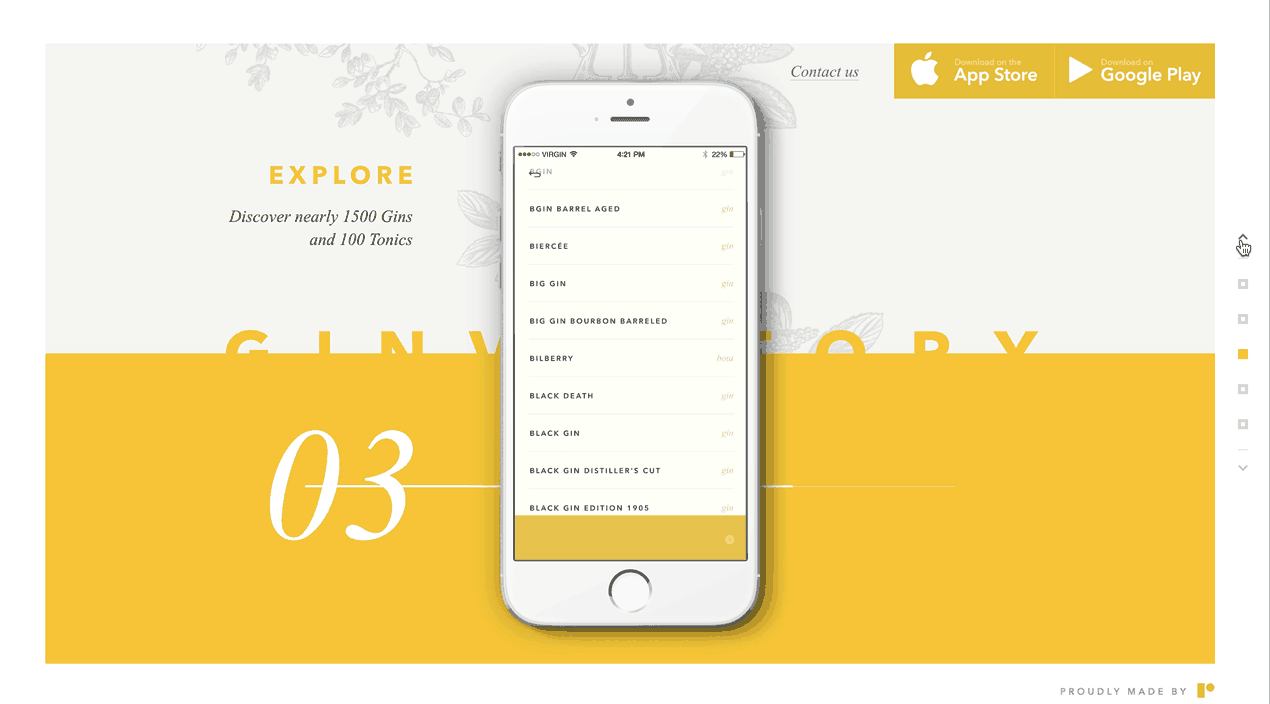 Contact us
Download on the
App Store
Download on
Google Play
EXPLORE
Discover nearly 1500 Gins
and 100 Tonics
03
VIRGIN
4:21 PM
22%
BGIN gin
BGIN BARREL AGED gin
BIERCÉE gin
BIG GIN gin
BIG GIN BOURBON BARRELED gin
BILBERRY bota
BLACK DEATH gin
BLACK GIN gin
BLACK GIN DISTILLER'S CUT gin
BLACK GIN EDITION 1905 gin
PROUDLY MADE BY